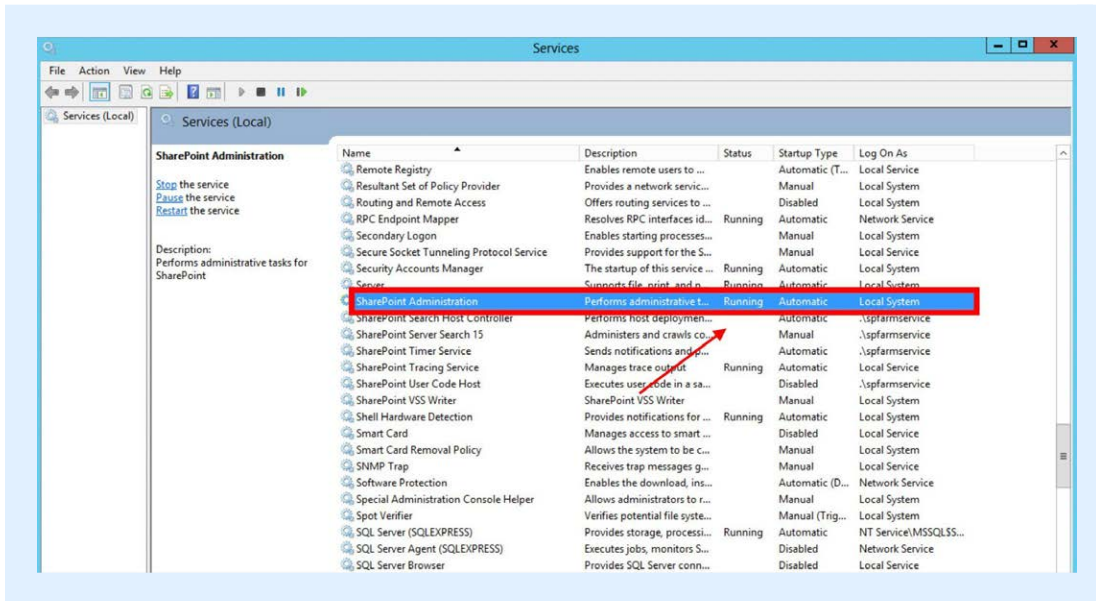 Services
File Action View Help
Services (Local)
Services (Local)
SharePoint Administration
Stop the service
Pause the service
Restart the service
Description:
Performs administrative tasks for
SharePoint
Name Description Status Startup Type Log On As
Remote Registry Enables remote users to ... Automatic (T... Local Service
Resultant Set of Policy Provider Provides a network servic... Manual Local System
Routing and Remote Access Offers routing services to ... Disabled Local System
RPC Endpoint Mapper Resolves RPC interfaces id... Running Automatic Network Service
Secondary Logon Enables starting processes... Manual Local System
Secure Socket Tunneling Protocol Service Provides support for the S... Manual Local Service
Security Accounts Manager The startup of this service ... Running Automatic Local System
Server Supports file, print, and n... Running Automatic Local System
SharePoint Administration Performs administrative t... Running Automatic Local System
SharePoint Search Host Controller Performs host deploymen... Automatic .\spfarmservice
SharePoint Server Search 15 Administers and crawls co... Manual .\spfarmservice
SharePoint Timer Service Sends notifications and p... Automatic .\spfarmservice
SharePoint Tracing Service Manages trace output Running Automatic Local Service
SharePoint User Code Host Executes user code in a sa... Disabled .\spfarmservice
SharePoint VSS Writer SharePoint VSS Writer Manual Local System
Shell Hardware Detection Provides notifications for ... Running Automatic Local System
Smart Card Manages access to smart ... Disabled Local Service
Smart Card Removal Policy Allows the system to be c... Manual Local System
SNMP Trap Receives trap messages g... Manual Local Service
Software Protection Enables the download, ins... Automatic (D... Network Service
Special Administration Console Helper Allows administrators to r... Manual Local System
Spot Verifier Verifies potential file syste... Manual (Trig... Local System
SQL Server (SQLEXPRESS) Provides storage, processi... Running Automatic NT Service\MSSQL$S...
SQL Server Agent (SQLEXPRESS) Executes jobs, monitors S... Disabled Network Service
SQL Server Browser Provides SQL Server conn... Disabled Local Service